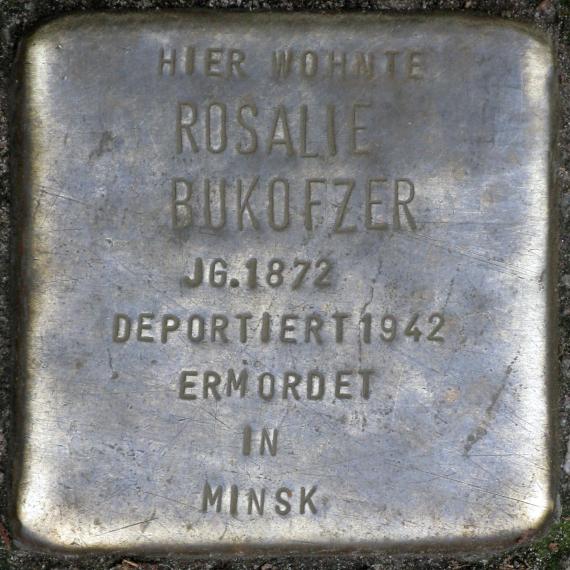 HIER WOHNTE
ROSALIE
BUKOFZER
JG.1872
DEPORTIERT 1942
ERMORDET
IN
MINSK